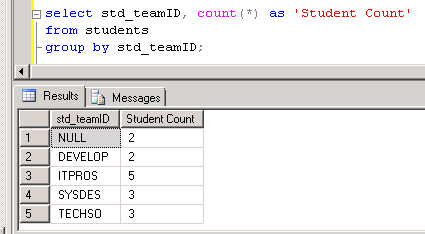 select std_teamID, count(*) as 'Student Count'
from students
group by std_teamID;
Results Messages
std_teamID Student Count
1 NULL 2
2 DEVELOP 2
3 ITPROS 5
4 SYSDES 3
5 TECHSO 3